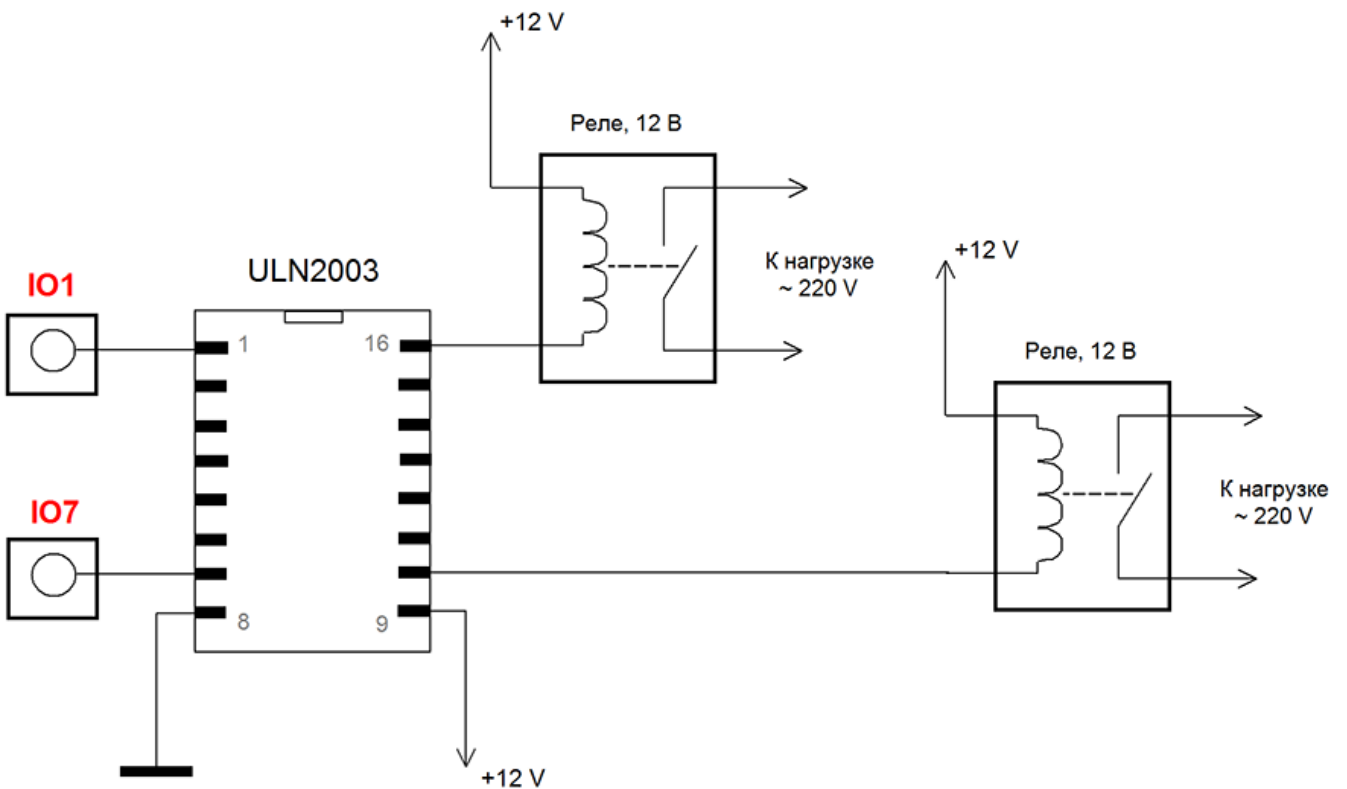 +12 V
Реле, 12 В
К нагрузке
~ 220 V
+12 V
Реле, 12 В
К нагрузке
~ 220 V
ULN2003
IO1
1
16
IO7
8
9
+12 V